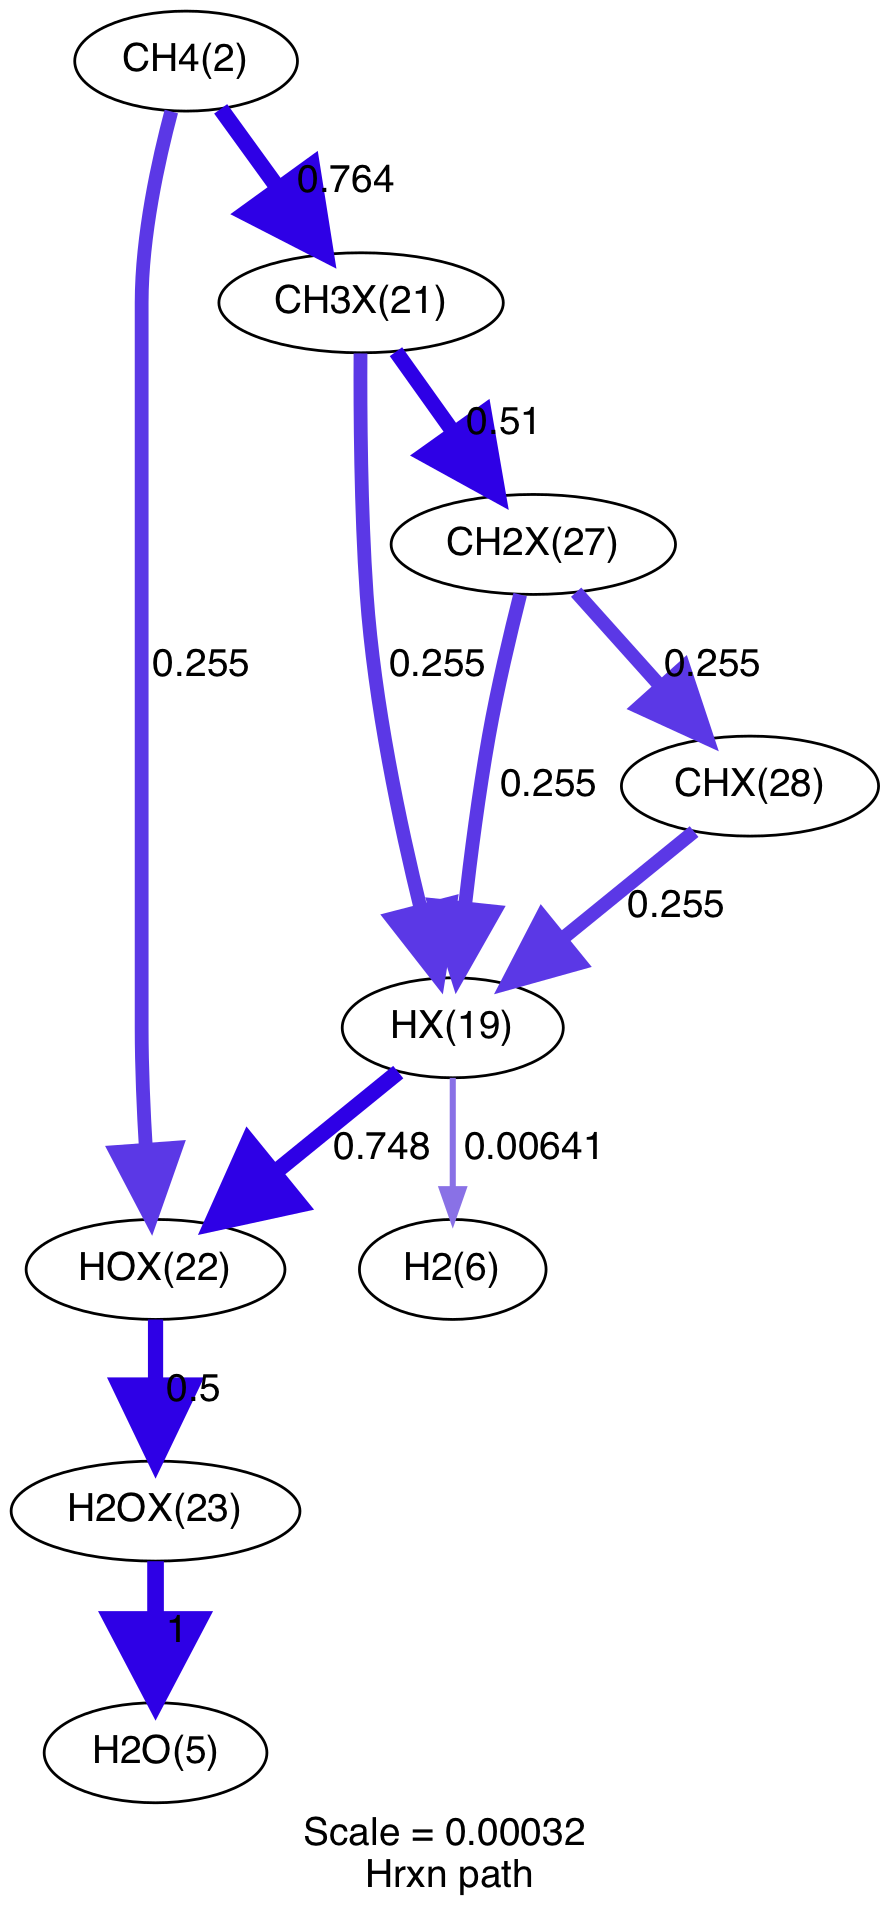 CH4(2)
0.764
CH3X(21)
0.51
CH2X(27)
0.255
0.255
0.255
0.255
CHX(28)
0.255
HX(19)
0.748
0.00641
HOX(22)
H2(6)
0.5
H2OX(23)
1
H2O(5)
Scale = 0.00032
Hrxn path